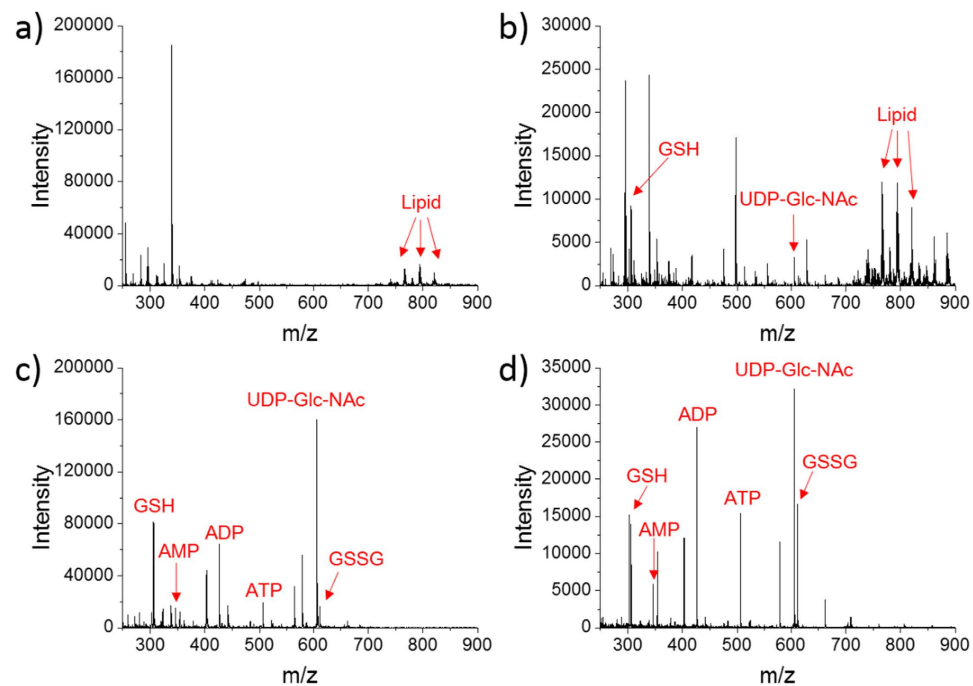 a)
200000
160000
120000
80000
40000
0
Intensity
Lipid
300 400 500 600 700 800 900
m/z
b)
30000
25000
20000
15000
10000
5000
0
Intensity
GSH
UDP-Glc-NAc
Lipid
300 400 500 600 700 800 900
m/z
c)
200000
160000
120000
80000
40000
0
Intensity
UDP-Glc-NAc
GSH
AMP
ADP
ATP
GSSG
300 400 500 600 700 800 900
m/z
d)
35000
30000
25000
20000
15000
10000
5000
0
Intensity
UDP-Glc-NAc
ADP
GSH
AMP
ATP
GSSG
300 400 500 600 700 800 900
m/z